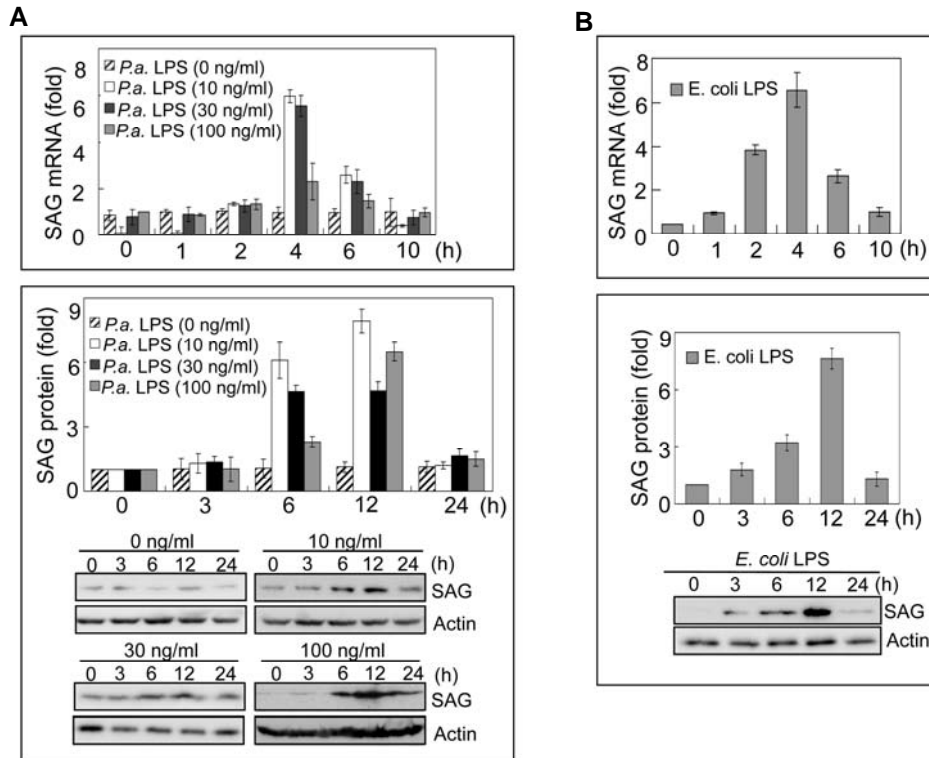 A
SAG mRNA (fold)
8
6
4
2
0
P.a. LPS (0 ng/ml)
P.a. LPS (10 ng/ml)
P.a. LPS (30 ng/ml)
P.a. LPS (100 ng/ml)
0 1 2 4 6 10 (h)
SAG protein (fold)
9
6
3
0
P.a. LPS (0 ng/ml)
P.a. LPS (10 ng/ml)
P.a. LPS (30 ng/ml)
P.a. LPS (100 ng/ml)
0 3 6 12 24 (h)
0 ng/ml 10 ng/ml
0 3 6 12 24 0 3 6 12 24 (h)
SAG
Actin
30 ng/ml 100 ng/ml
0 3 6 12 24 0 3 6 12 24 (h)
SAG
Actin
B
SAG mRNA (fold)
8
6
4
2
0
E. coli LPS
0 1 2 4 6 10 (h)
SAG protein (fold)
9
6
3
0
E. coli LPS
0 3 6 12 24 (h)
E. coli LPS
0 3 6 12 24 (h)
SAG
Actin